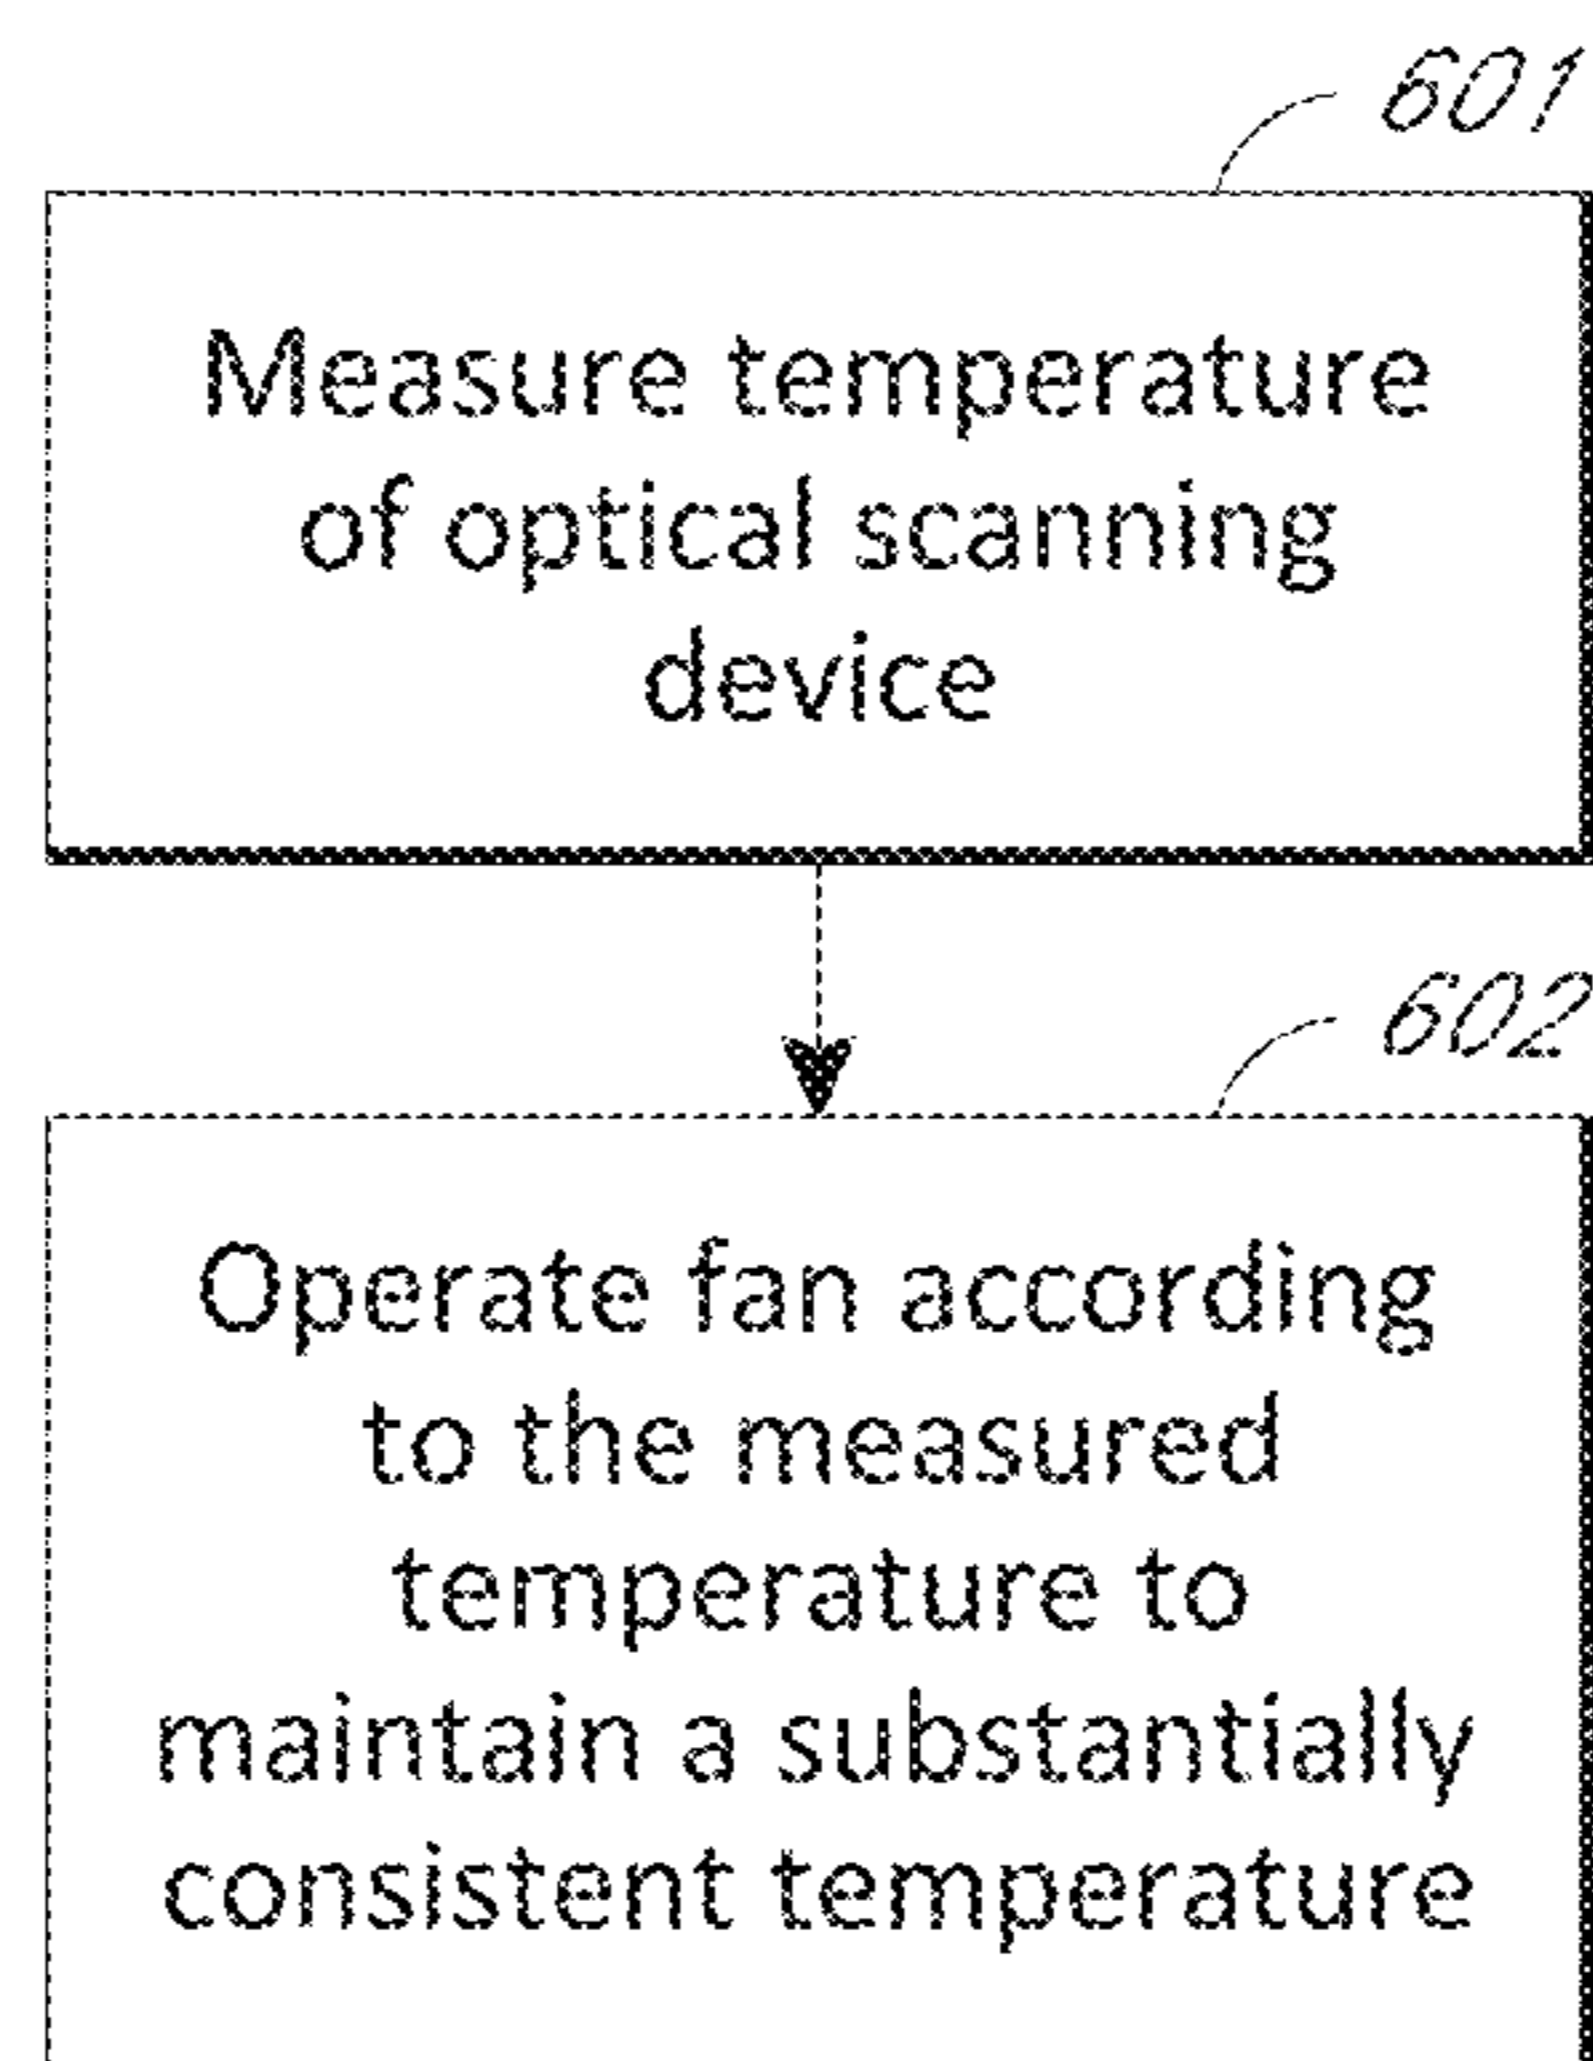 601
Measure temperature
of optical scanning
device
602
Operate fan according
to the measured
temperature to
maintain a substantially
consistent temperature